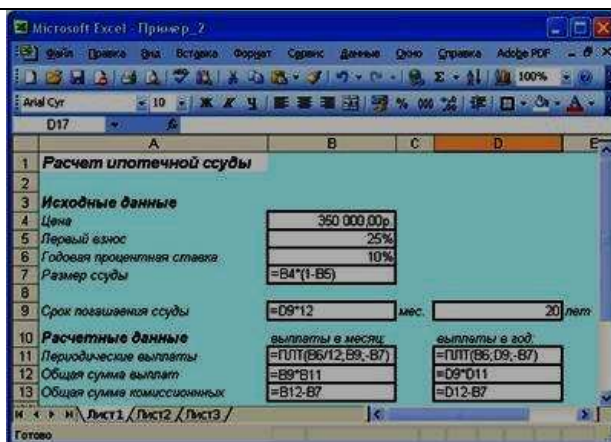 Microsoft Excel - Пример_2
Файл Правка Вид Вставка Формат Сервис Данные Окно Справка Adobe PDF
100%
Arial Cyr 10 Ж К Ч % 000
D17 fx
A B C D E
1 Расчет ипотечной ссуды
2
3 Исходные данные
4 Цена 350 000,00р
5 Первый взнос 25%
6 Годовая процентная ставка 10%
7 Размер ссуды =B4*(1-B5)
8
9 Срок погашения ссуды =D9*12 мес. 20 лет
10 Расчетные данные выплаты в месяц: выплаты в год:
11 Периодические выплаты =ПЛТ(B6/12;B9;-B7) =ПЛТ(B6;D9;-B7)
12 Общая сумма выплат =B9*B11 =D9*D11
13 Общая сумма комиссионных =B12-B7 =D12-B7
Лист1 Лист2 Лист3
Готово